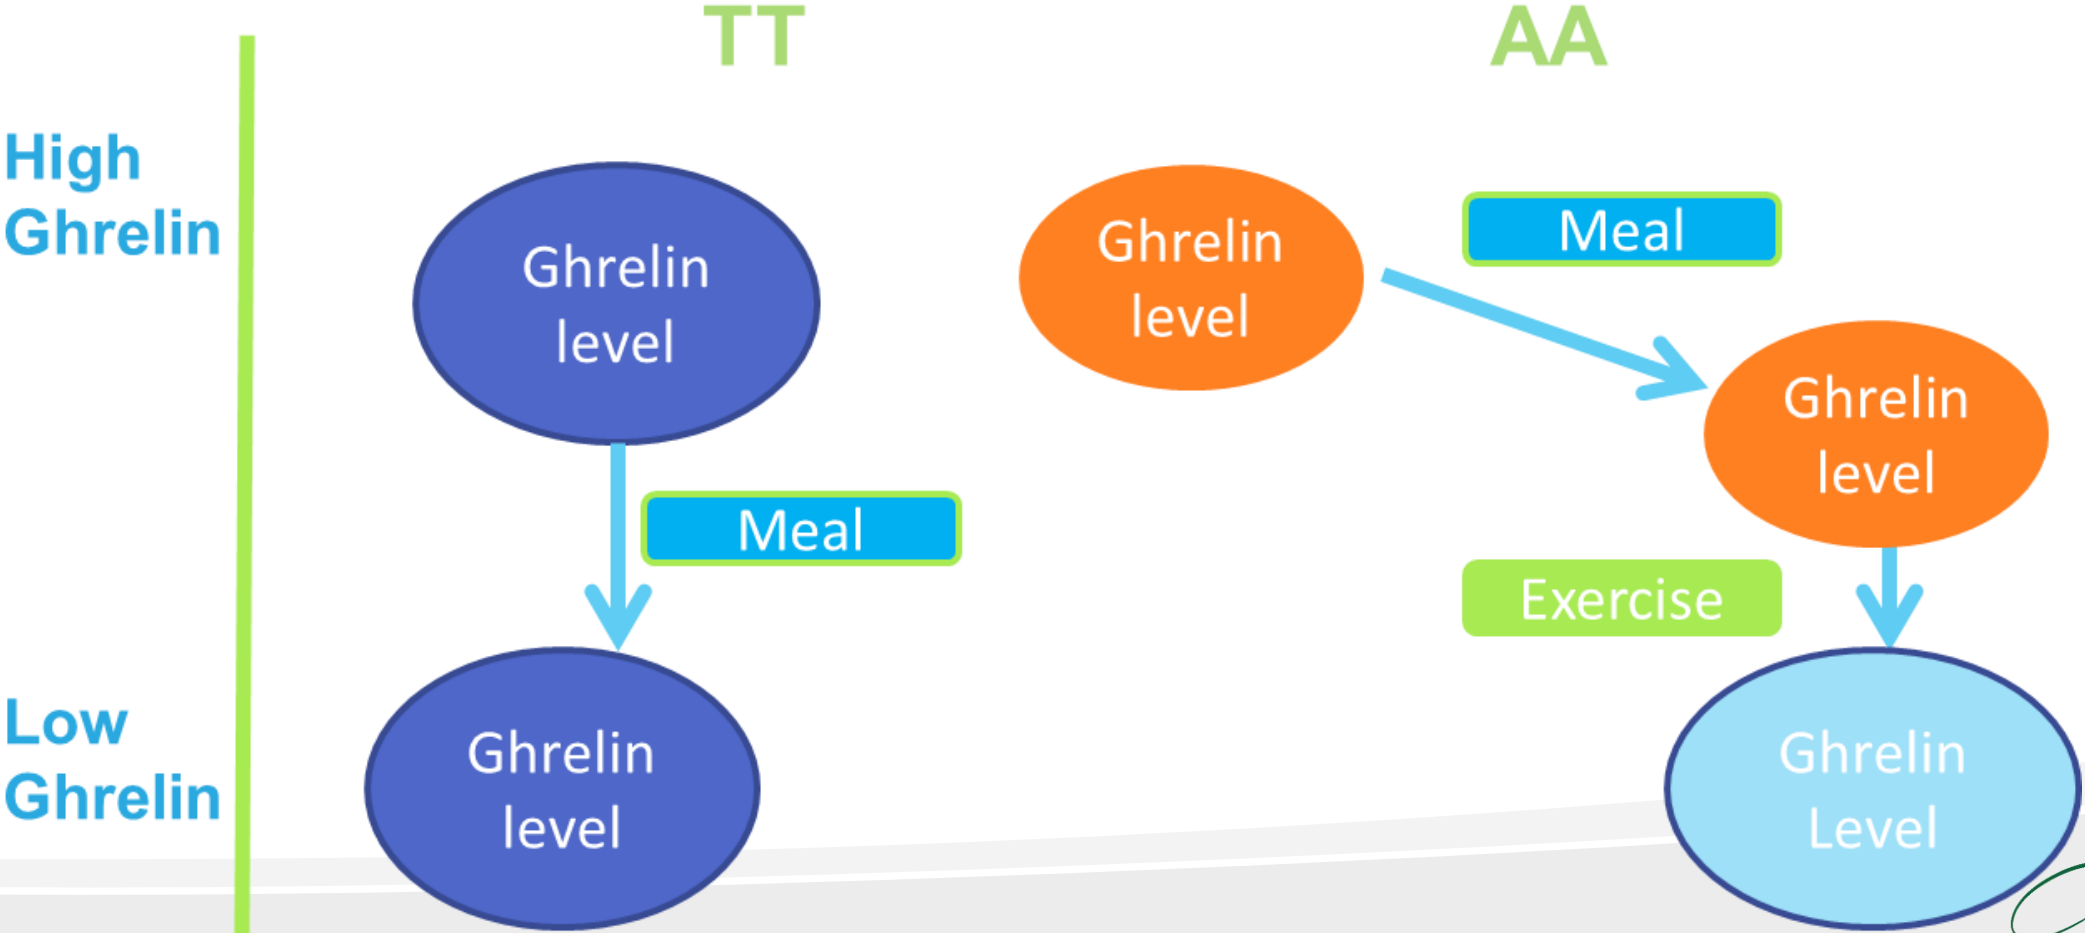 TT
AA
High
Ghrelin
Ghrelin
level
Ghrelin
level
Meal
Ghrelin
level
Meal
Exercise
Low
Ghrelin
Ghrelin
level
Ghrelin
Level